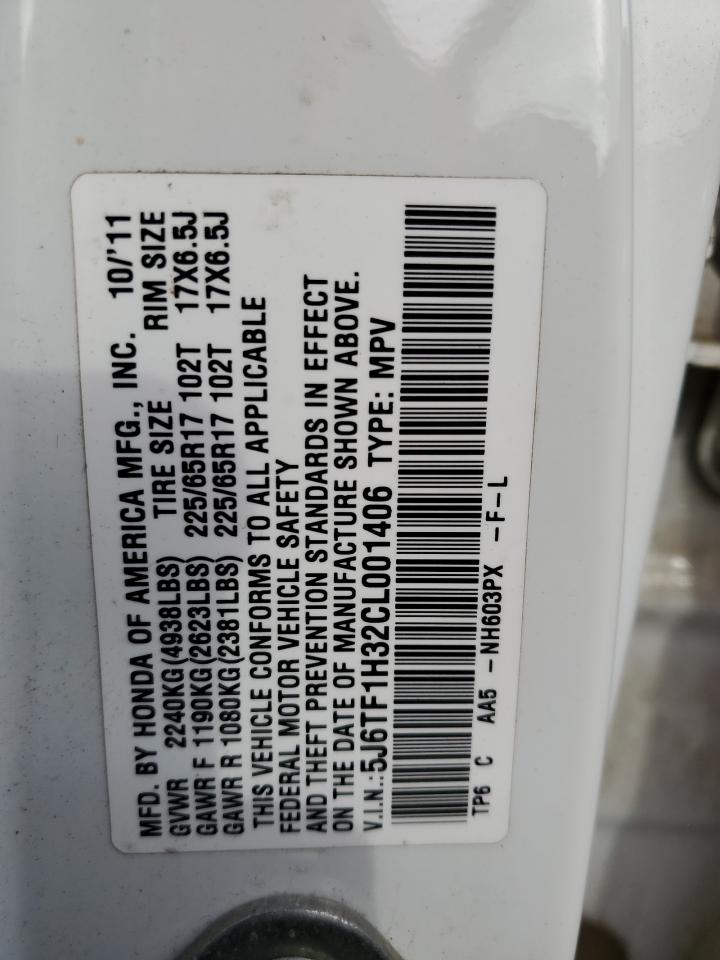 MFD. BY HONDA OF AMERICA MFG., INC. 10/'11
GVWR 2240KG(4938LBS) TIRE SIZE RIM SIZE
GAWR F 1190KG(2623LBS) 225/65R17 102T 17X6.5J
GAWR R 1080KG(2381LBS) 225/65R17 102T 17X6.5J
THIS VEHICLE CONFORMS TO ALL APPLICABLE
FEDERAL MOTOR VEHICLE SAFETY
AND THEFT PREVENTION STANDARDS IN EFFECT
ON THE DATE OF MANUFACTURE SHOWN ABOVE.
V.I.N.:5J6TF1H32CL001406 TYPE: MPV
TP6 C AA5 -NH603PX -F-L